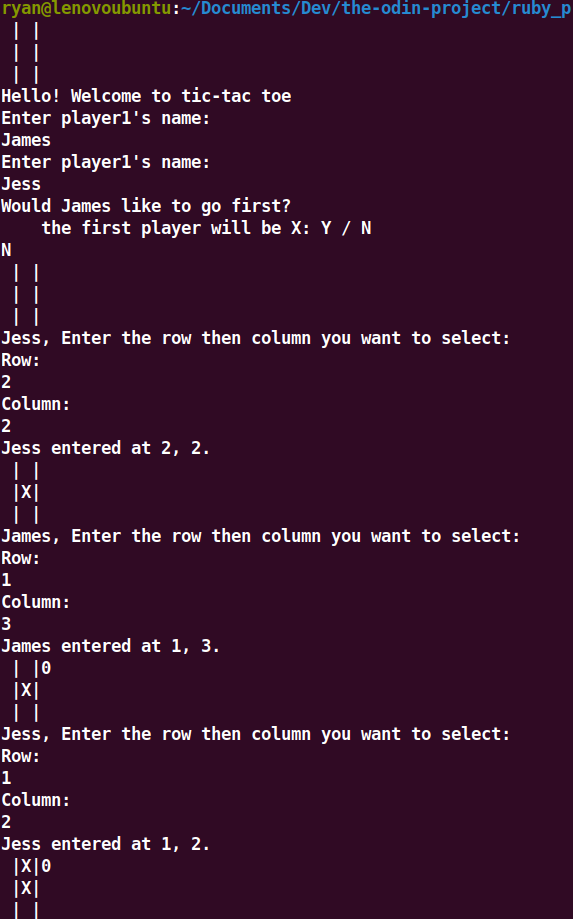 ryan@lenovoubuntu:~/Documents/Dev/the-odin-project/ruby_p
 | |
 | |
 | |
Hello! Welcome to tic-tac toe
Enter player1's name:
James
Enter player1's name:
Jess
Would James like to go first?
    the first player will be X: Y / N
N
 | |
 | |
 | |
Jess, Enter the row then column you want to select:
Row:
2
Column:
2
Jess entered at 2, 2.
 | |
 |X|
 | |
James, Enter the row then column you want to select:
Row:
1
Column:
3
James entered at 1, 3.
 | |0
 |X|
 | |
Jess, Enter the row then column you want to select:
Row:
1
Column:
2
Jess entered at 1, 2.
 |X|0
 |X|
 | |